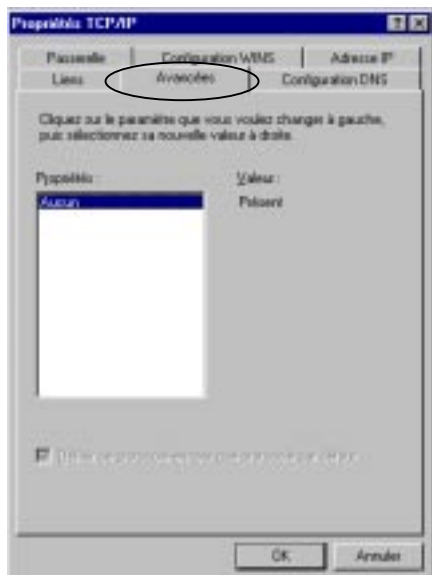 Propriétés TCP/IP
Passerelle Configuration WINS Adresse IP
Liens Avancées Configuration DNS
Cliquez sur le paramètre que vous voulez changer à gauche,
puis sélectionnez sa nouvelle valeur à droite.
Propriétés : Valeur :
Aucun Présent
OK Annuler